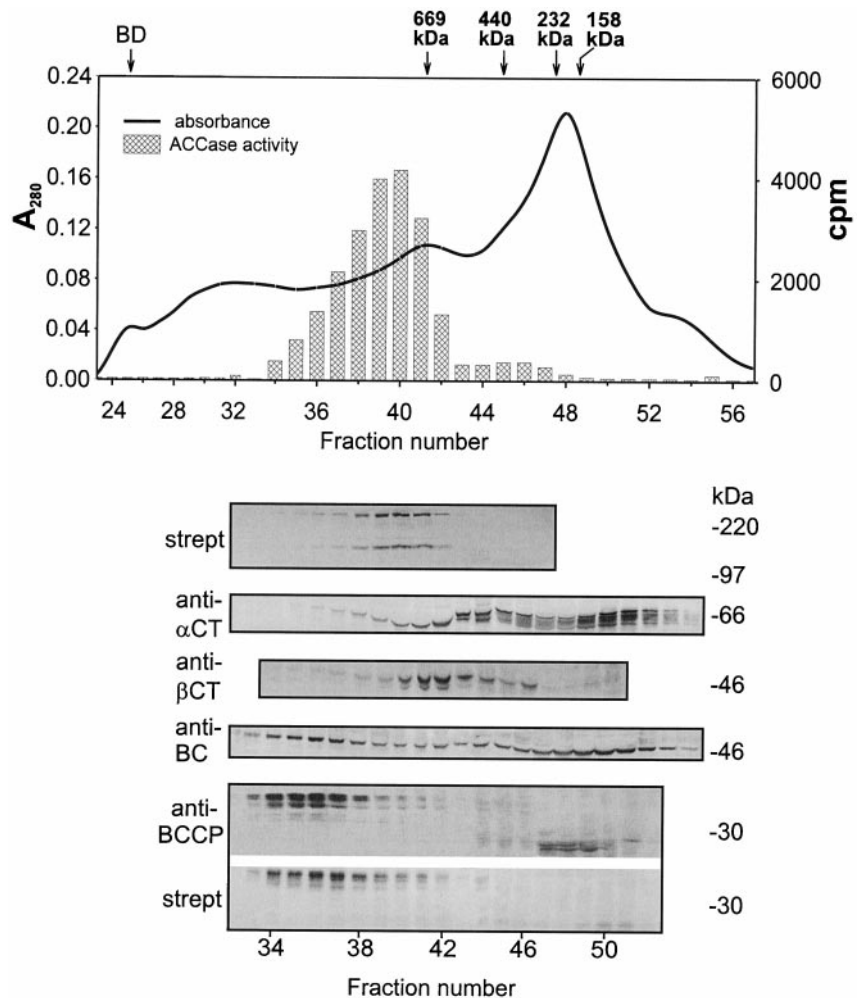 BD
669 kDa
440 kDa
232 kDa
158 kDa
0.24
0.20
0.16
0.12
0.08
0.04
0.00
A280
absorbance
ACCase activity
6000
4000
2000
0
cpm
24 28 32 36 40 44 48 52 56
Fraction number
kDa
strept
-220
-97
anti-
αCT
-66
anti-
βCT
-46
anti-
BC
-46
anti-
BCCP
-30
strept
-30
34 38 42 46 50
Fraction number